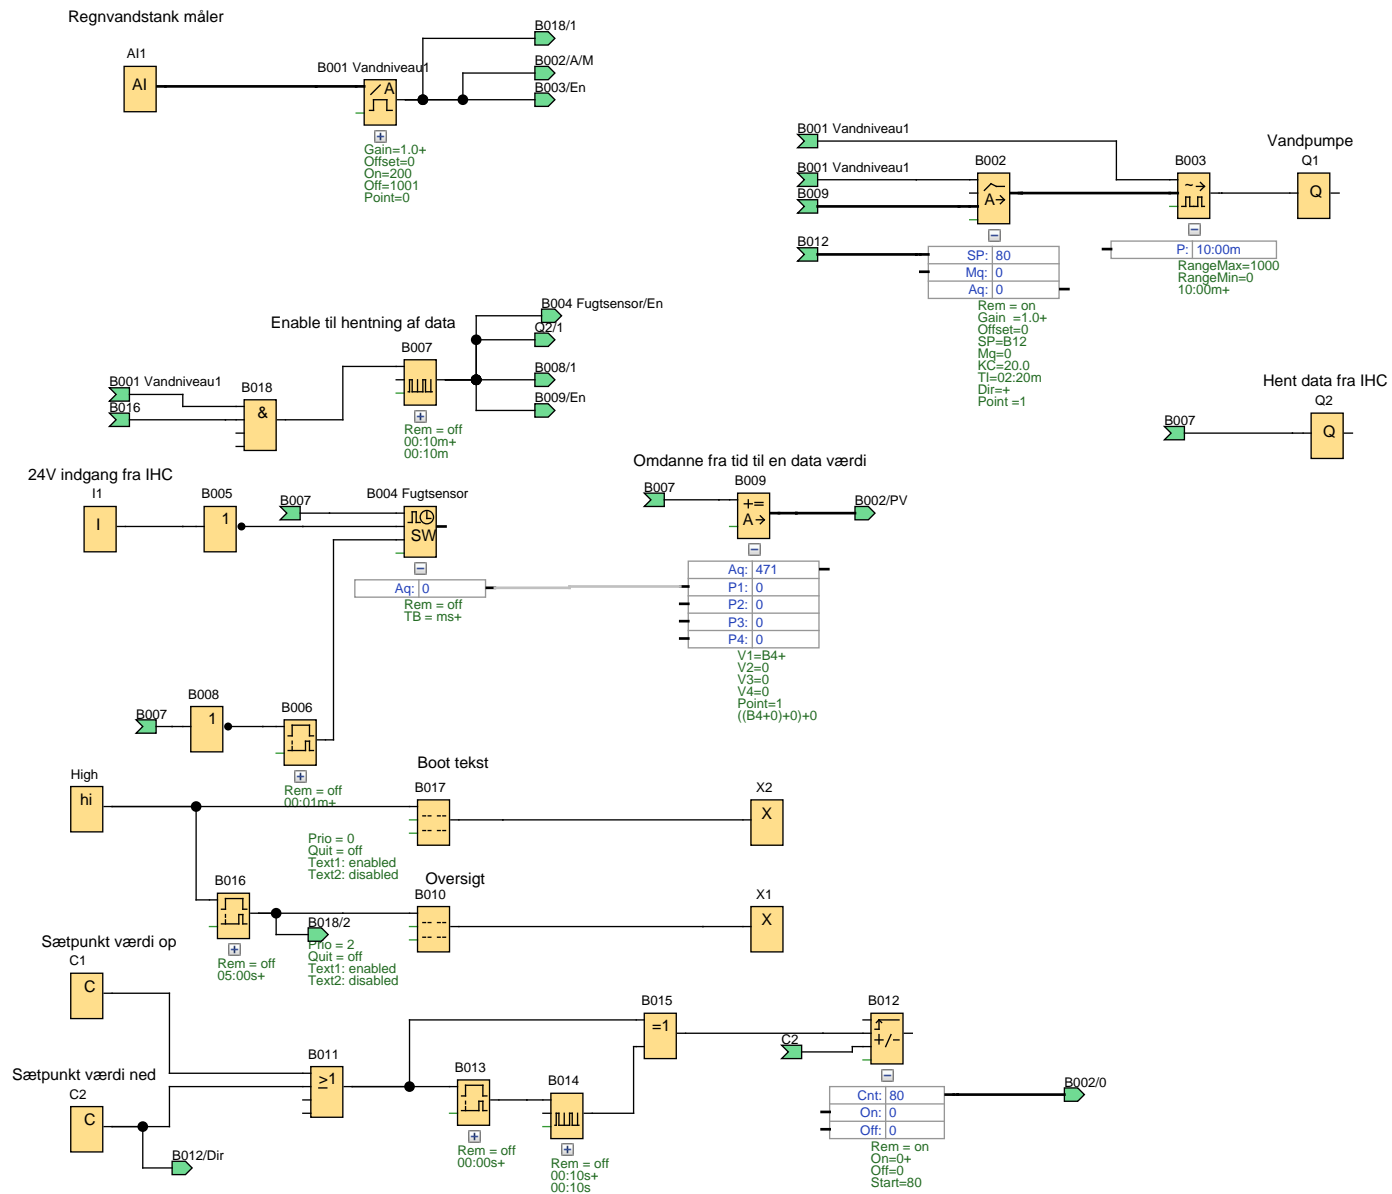 Regnvandstank måler
AI1
AI
B001 Vandniveau1
A
B018/1
B002/A/M
B003/En
Gain=1.0+
Offset=0
On=200
Off=1001
Point=0
B001 Vandniveau1
B001 Vandniveau1
B009
B012
B002
A→
SP: 80
Mq: 0
Aq: 0
Rem = on
Gain =1.0+
Offset=0
SP=B12
Mq=0
KC=20.0
TI=02:20m
Dir=+
Point =1
B003
P: 10:00m
RangeMax=1000
RangeMin=0
10:00m+
Vandpumpe
Q1
Q
Enable til hentning af data
B001 Vandniveau1
B016
B018
&
B007
Rem = off
00:10m+
00:10m
B004 Fugtsensor/En
Q2/1
B008/1
B009/En
Hent data fra IHC
Q2
B007
Q
24V indgang fra IHC
I1
I
B005
1
B007
B004 Fugtsensor
SW
Aq: 0
Rem = off
TB = ms+
Omdanne fra tid til en data værdi
B007
B009
+=
A→
B002/PV
Aq: 471
P1: 0
P2: 0
P3: 0
P4: 0
V1=B4+
V2=0
V3=0
V4=0
Point=1
((B4+0)+0)+0
B007
B008
1
B006
Rem = off
00:01m+
High
hi
Boot tekst
B017
Prio = 0
Quit = off
Text1: enabled
Text2: disabled
X2
X
B016
Rem = off
05:00s+
B018/2
Oversigt
B010
Prio = 2
Quit = off
Text1: enabled
Text2: disabled
X1
X
Sætpunkt værdi op
C1
C
Sætpunkt værdi ned
C2
C
B012/Dir
B011
≥1
B013
Rem = off
00:00s+
B014
Rem = off
00:10s+
00:10s
B015
=1
C2
B012
+/-
Cnt: 80
On: 0
Off: 0
Rem = on
On=0+
Off=0
Start=80
B002/0